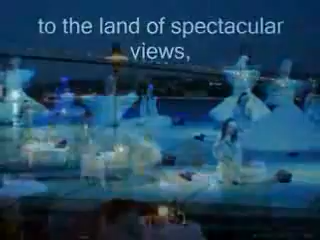 to the land of spectacular
views,